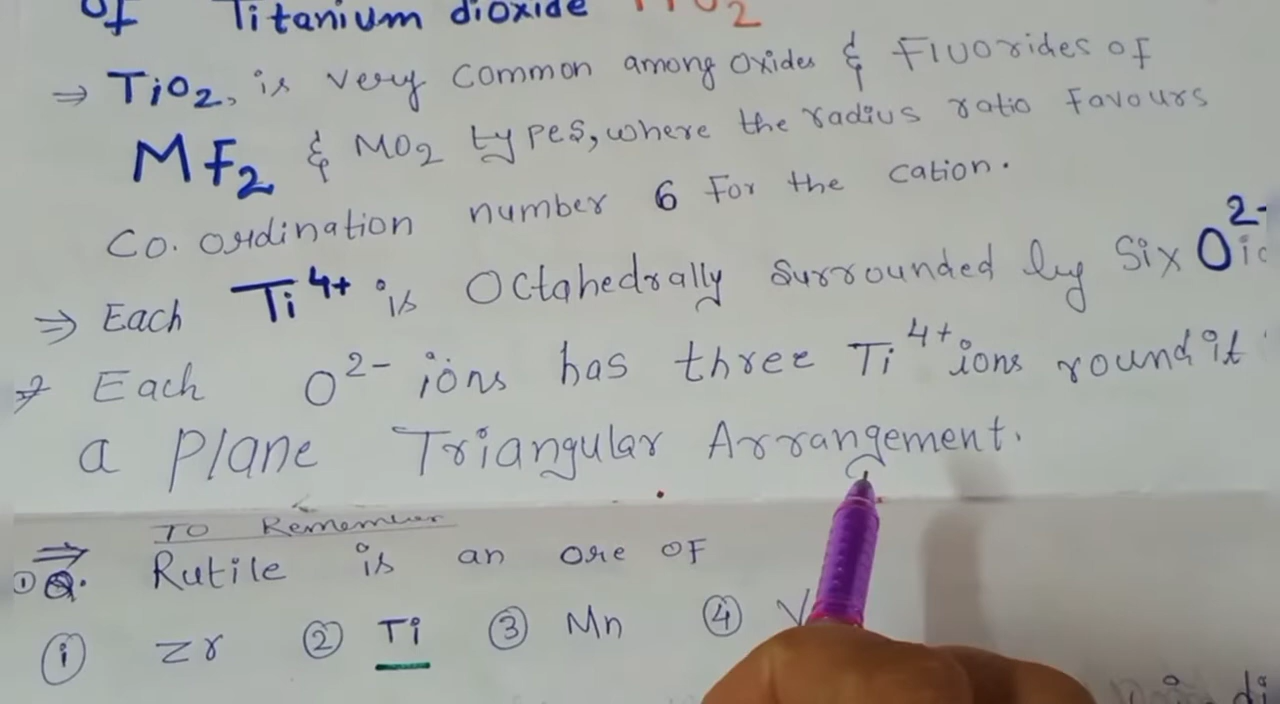 of Titanium dioxide TiO2
⇒ TiO2, is very common among oxides & Fluorides of
MF2 & MO2 types, where the radius ratio favours
Co. ordination number 6 for the cation.
⇒ Each Ti4+ is Octahedrally surrounded by six O2-
⇒ Each O2- ions has three Ti4+ ions round it
a Plane Triangular Arrangement.
To Remember
⇒ Rutile is an ore of
① Q.
① Zr ② Ti ③ Mn ④ V